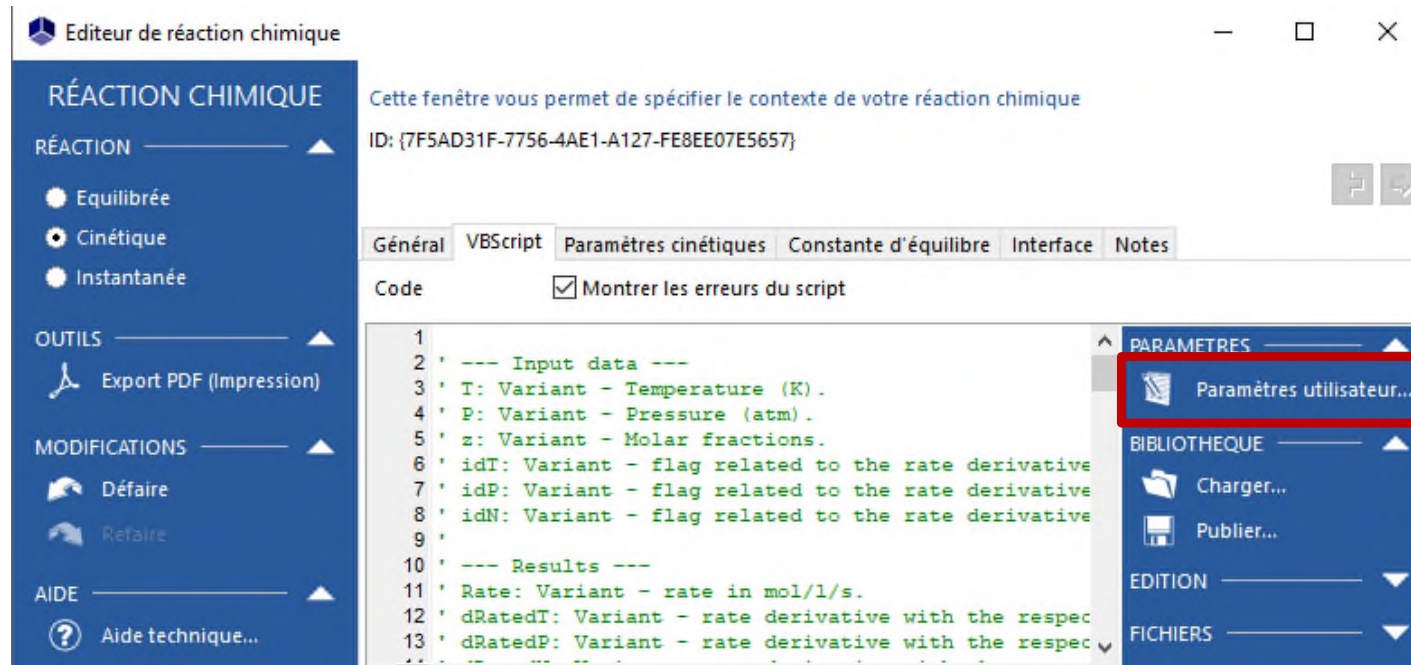 Editeur de réaction chimique
RÉACTION CHIMIQUE
RÉACTION
Equilibrée
Cinétique
Instantanée
OUTILS
Export PDF (Impression)
MODIFICATIONS
Défaire
Refaire
AIDE
Aide technique...
Cette fenêtre vous permet de spécifier le contexte de votre réaction chimique
ID: {7F5AD31F-7756-4AE1-A127-FE8EE07E5657}
Général VBScript Paramètres cinétiques Constante d'équilibre Interface Notes
Code Montrer les erreurs du script
1
2 ' --- Input data ---
3 ' T: Variant - Temperature (K).
4 ' P: Variant - Pressure (atm).
5 ' z: Variant - Molar fractions.
6 ' idT: Variant - flag related to the rate derivative
7 ' idP: Variant - flag related to the rate derivative
8 ' idN: Variant - flag related to the rate derivative
9 '
10 ' --- Results ---
11 ' Rate: Variant - rate in mol/l/s.
12 ' dRatedT: Variant - rate derivative with the respec
13 ' dRatedP: Variant - rate derivative with the respec
PARAMETRES
Paramètres utilisateur...
BIBLIOTHEQUE
Charger...
Publier...
EDITION
FICHIERS